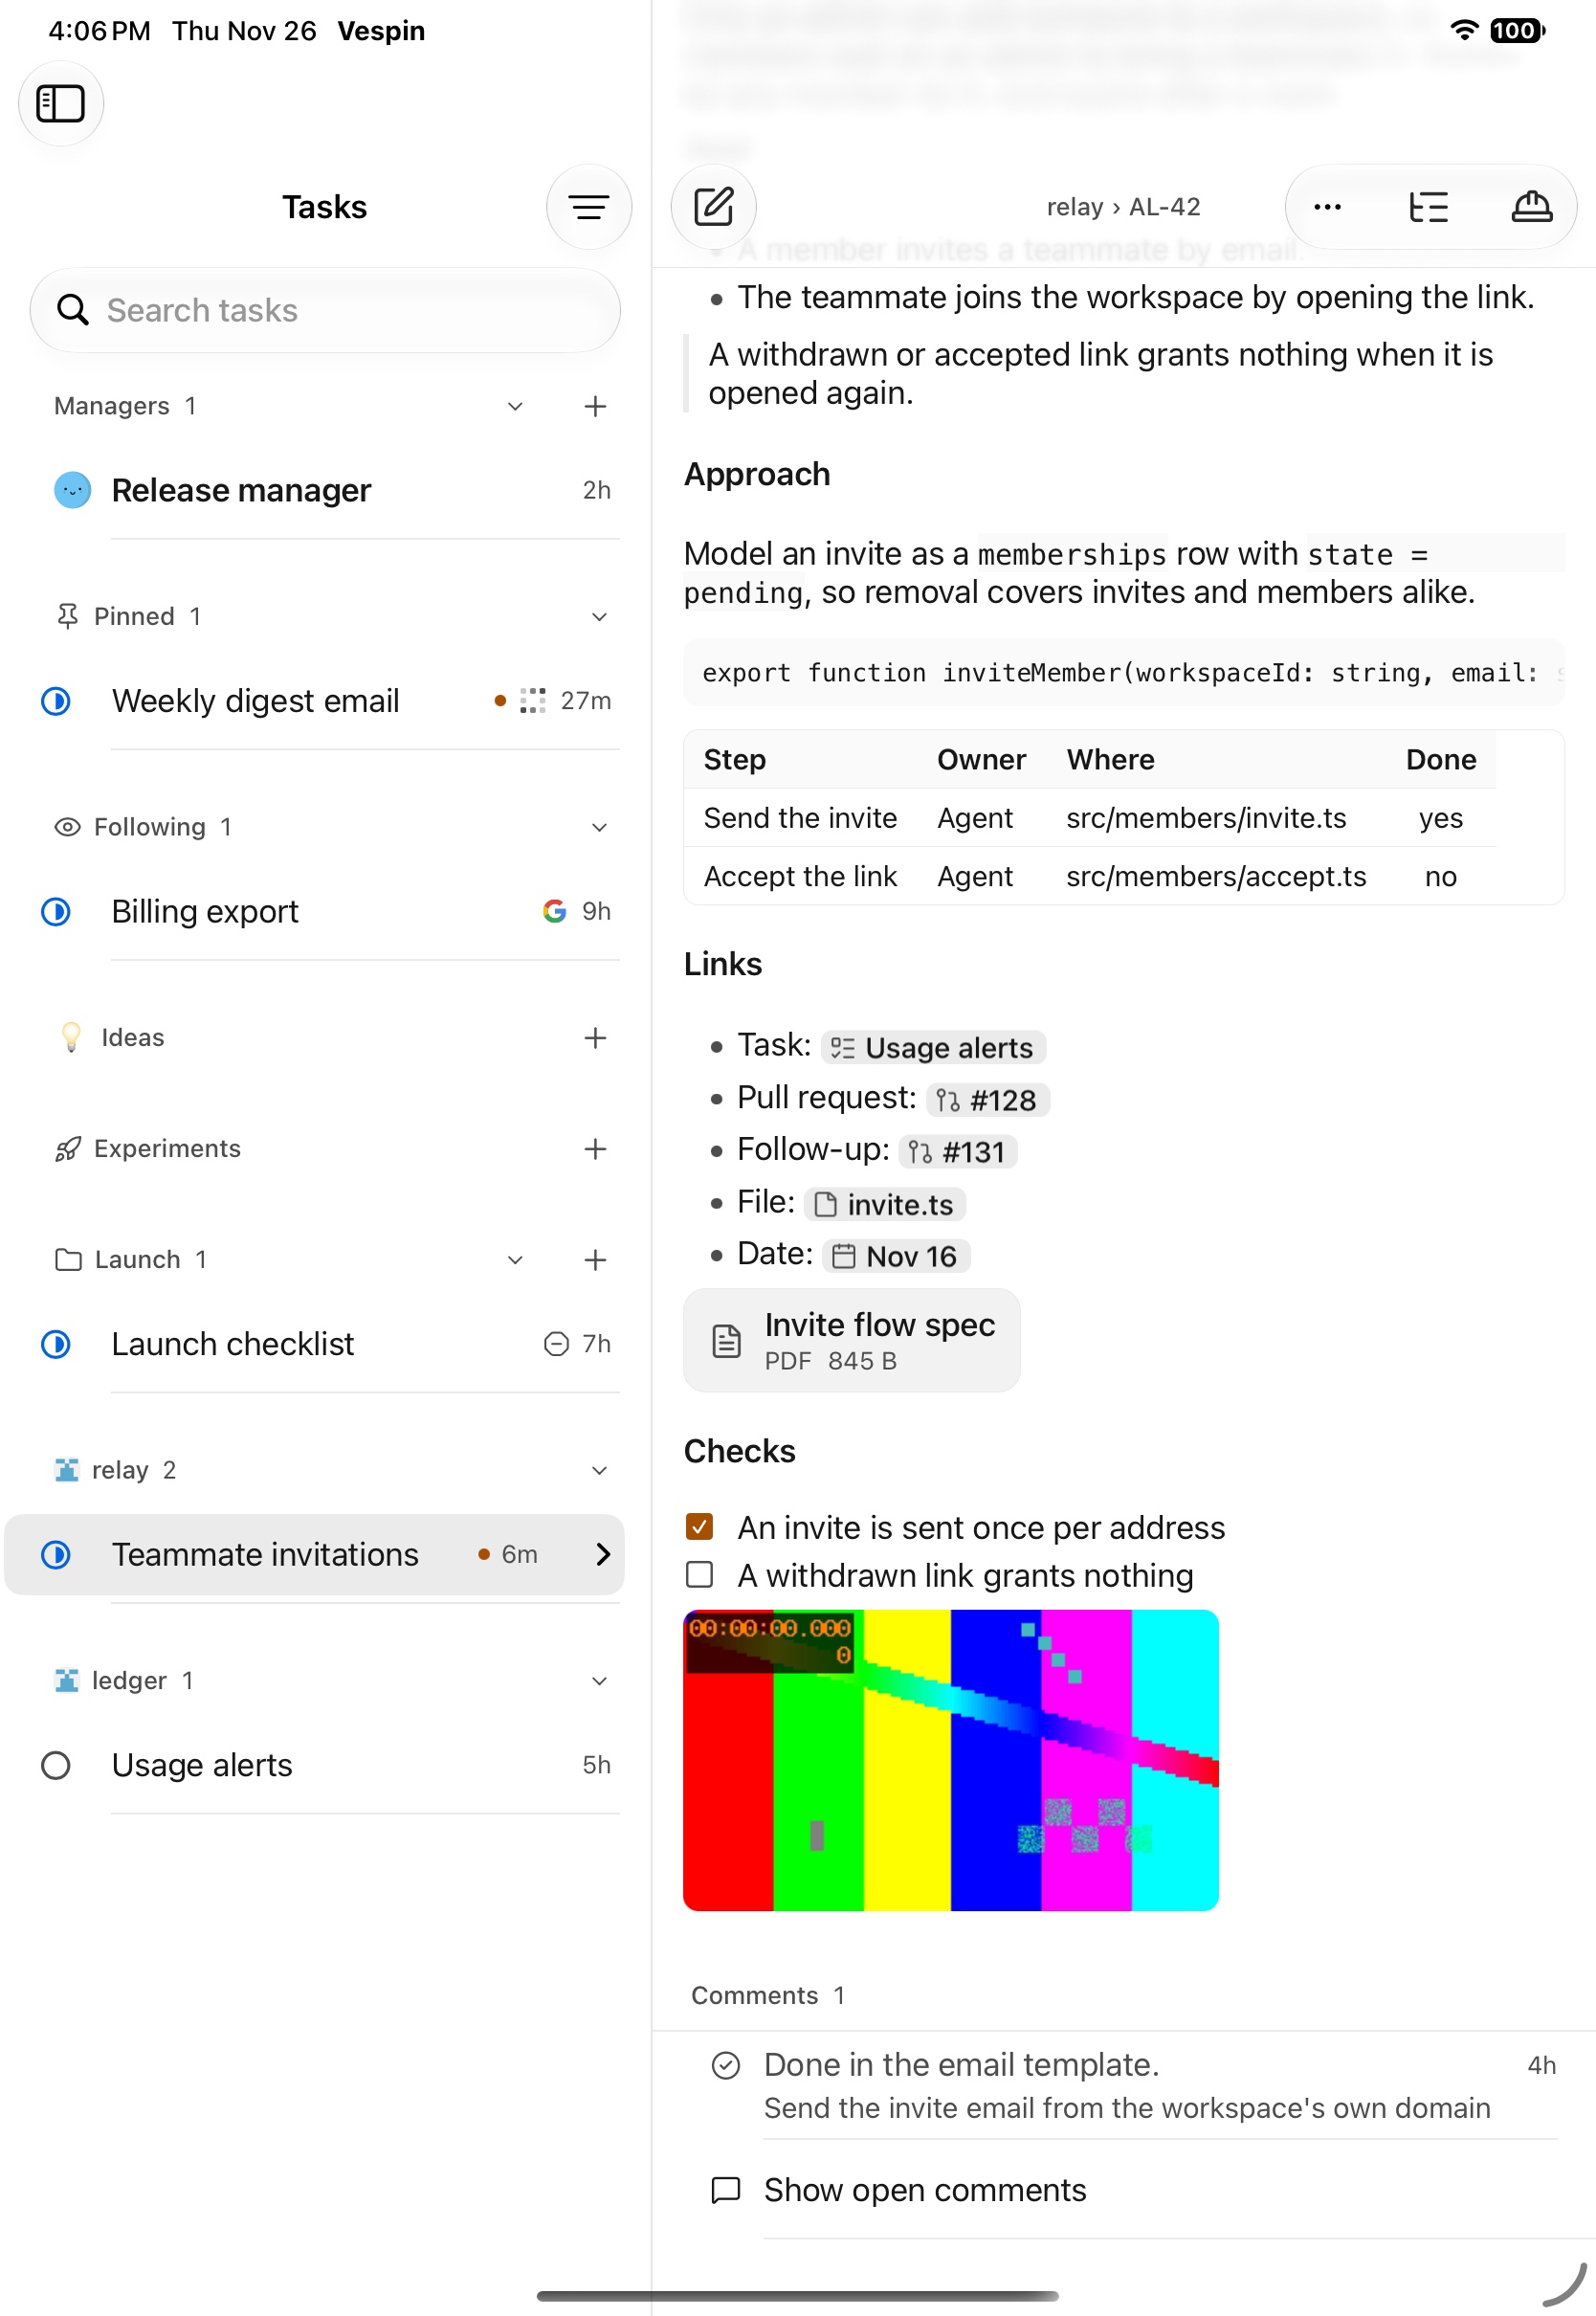 4:06 PM Thu Nov 26 Vespin
100
Tasks
Search tasks
Managers 1
Release manager 2h
Pinned 1
Weekly digest email 27m
Following 1
Billing export 9h
Ideas
Experiments
Launch 1
Launch checklist 7h
relay 2
Teammate invitations 6m
ledger 1
Usage alerts 5h
relay › AL-42
A member invites a teammate by email.
The teammate joins the workspace by opening the link.
A withdrawn or accepted link grants nothing when it is
opened again.
Approach
Model an invite as a memberships row with state =
pending, so removal covers invites and members alike.
export function inviteMember(workspaceId: string, email:
Step Owner Where Done
Send the invite Agent src/members/invite.ts yes
Accept the link Agent src/members/accept.ts no
Links
Task: Usage alerts
Pull request: #128
Follow-up: #131
File: invite.ts
Date: Nov 16
Invite flow spec
PDF 845 B
Checks
An invite is sent once per address
A withdrawn link grants nothing
00:00:00.000
0
Comments 1
Done in the email template. 4h
Send the invite email from the workspace's own domain
Show open comments